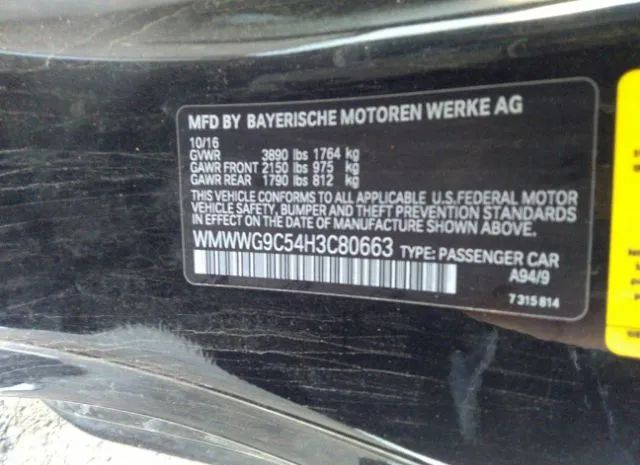 MFD BY BAYERISCHE MOTOREN WERKE AG
10/16
GVWR 3890 lbs 1764 kg
GAWR FRONT 2150 lbs 975 kg
GAWR REAR 1790 lbs 812 kg
THIS VEHICLE CONFORMS TO ALL APPLICABLE U.S.FEDERAL MOTOR
VEHICLE SAFETY, BUMPER AND THEFT PREVENTION STANDARDS
IN EFFECT ON THE DATE OF MANUFACTURE SHOWN ABOVE.
WMWWG9C54H3C80663 TYPE: PASSENGER CAR
A94/9
7 315 814